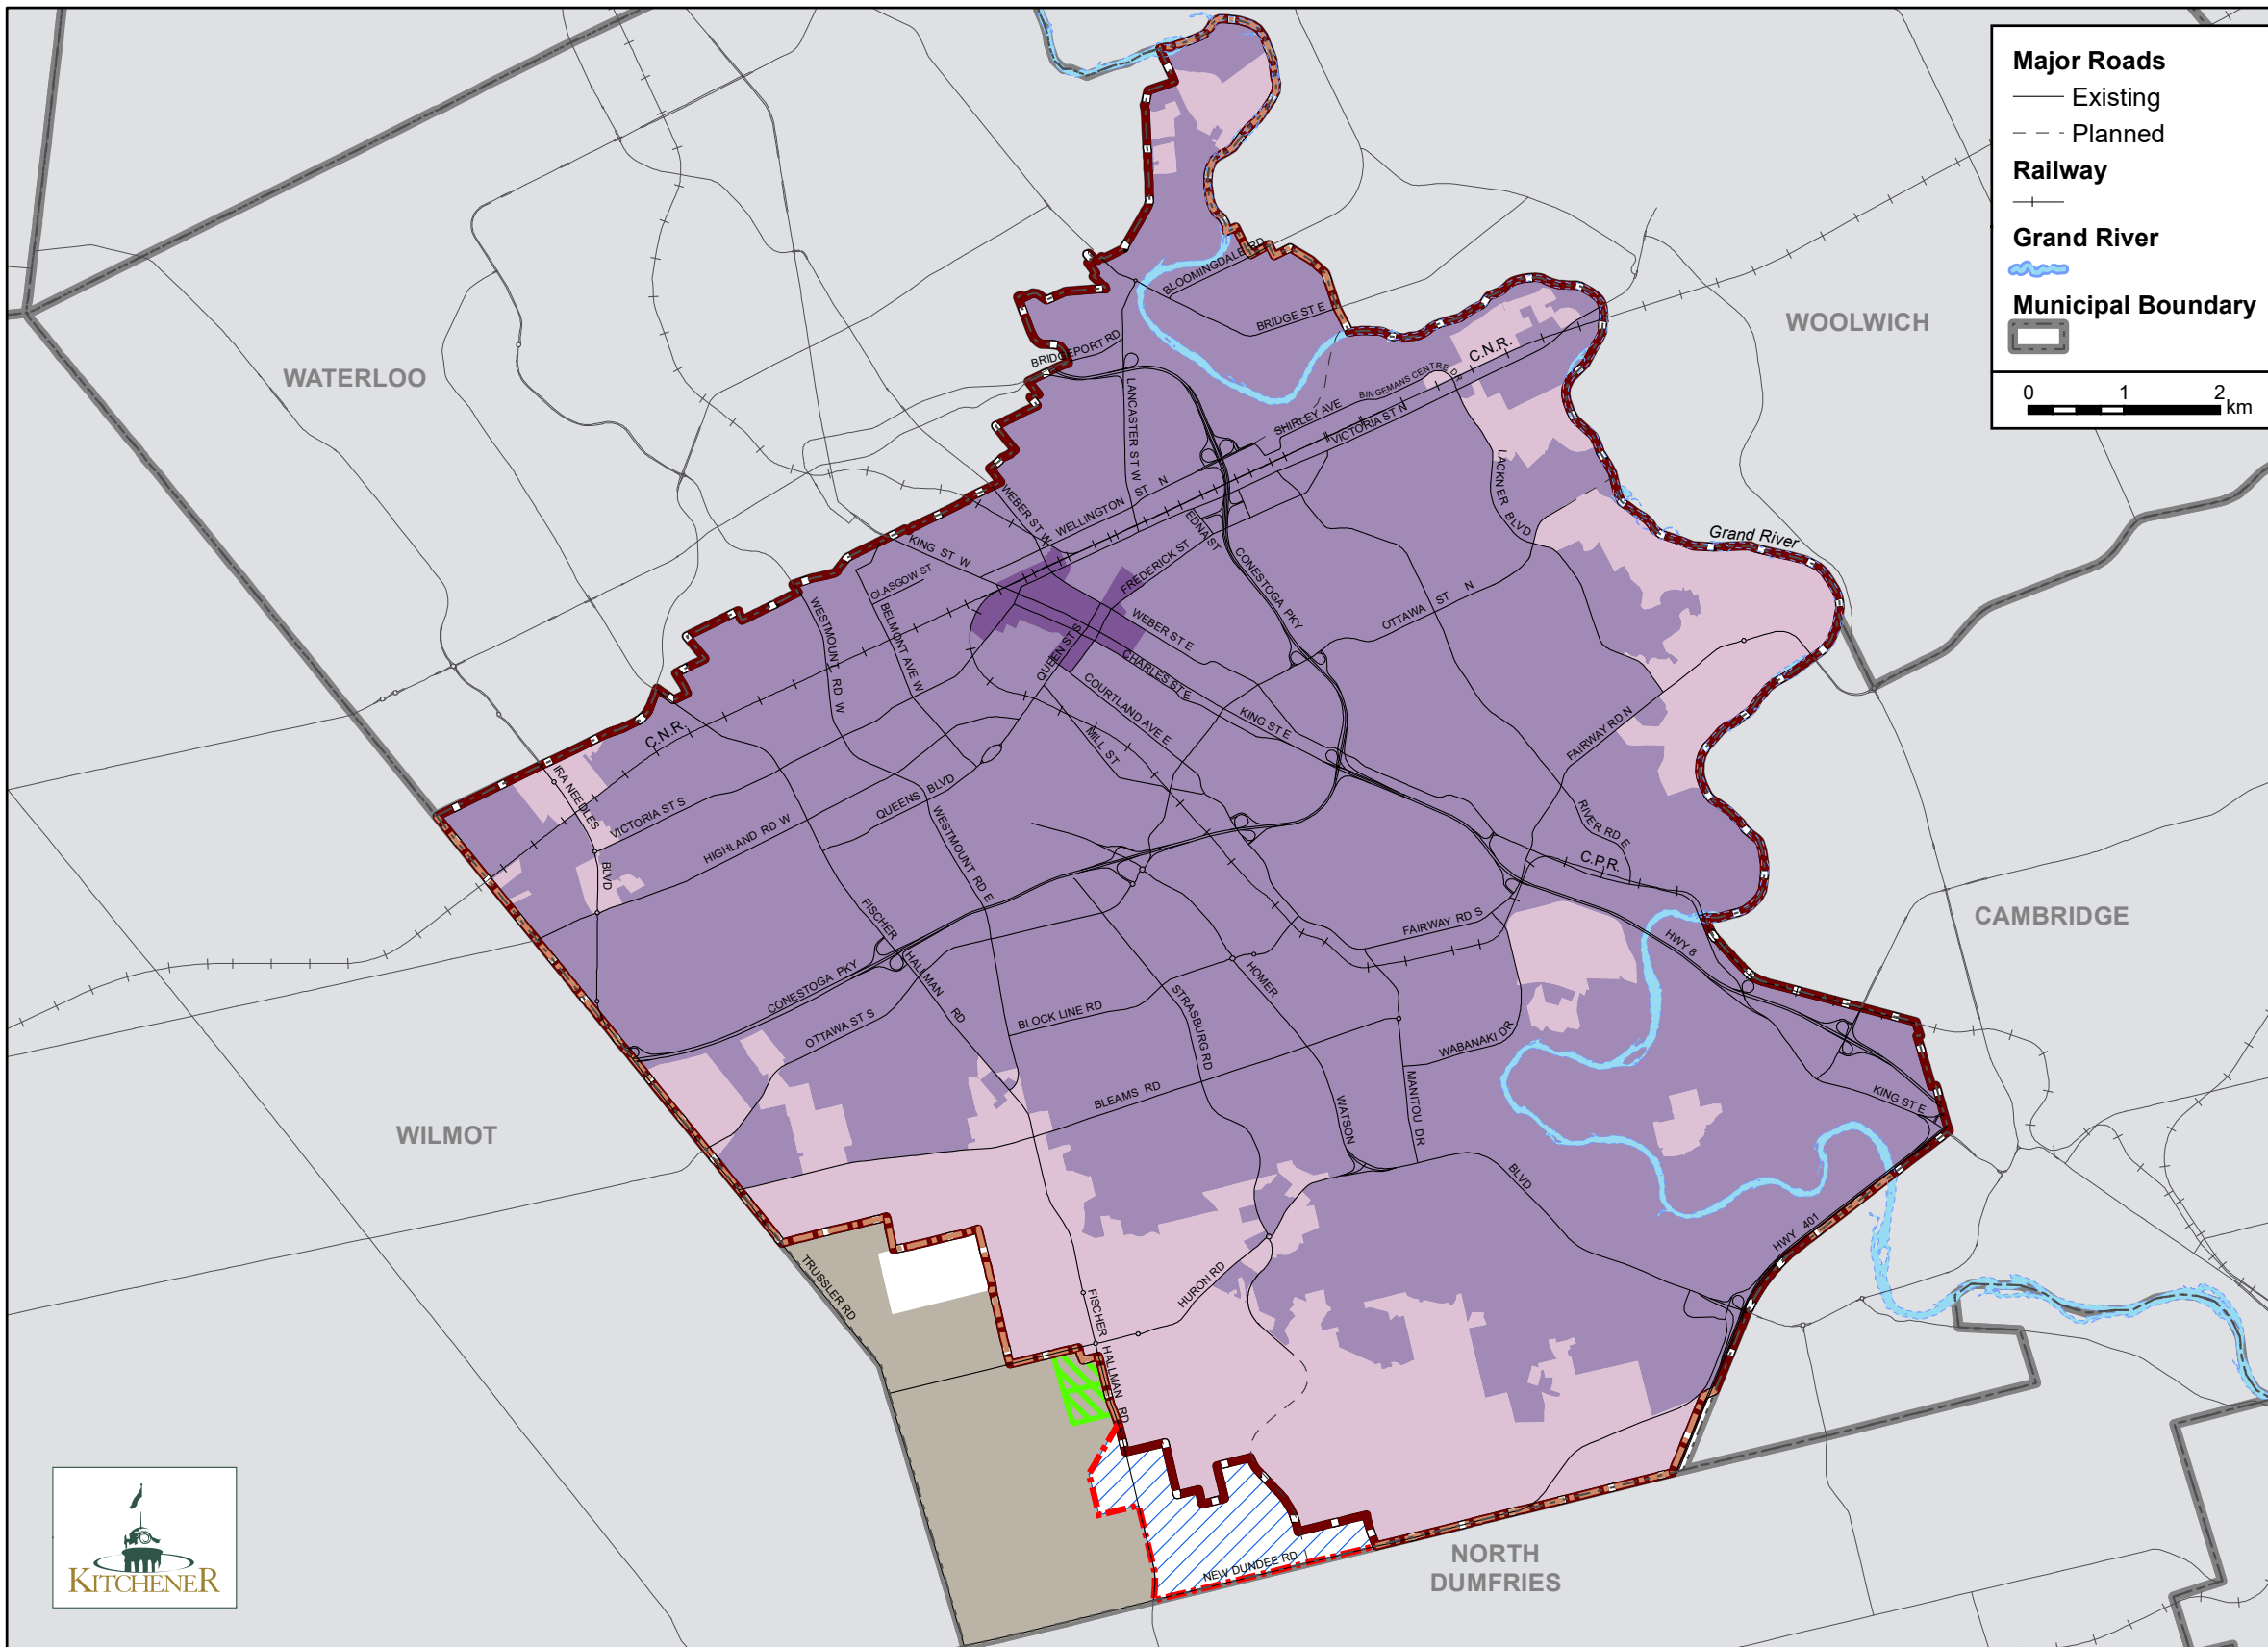 Major Roads
Existing
Planned
Railway
Grand River
Municipal Boundary
0 1 2
km
WATERLOO
WOOLWICH
CAMBRIDGE
WILMOT
NORTH
DUMFRIES
BLOOMINGDALE RD
BRIDGE ST E
BRIDGEPORT RD
LANCASTER ST W
C.N.R.
BINGEMANS CENTRE DR
SHIRLEY AVE
VICTORIA ST N
LACKNER BLVD
WEBER ST W
WELLINGTON ST N
EDNA ST
FREDERICK ST
CONESTOGA PKY
KING ST W
GLASGOW ST
BELMONT AVE W
WESTMOUNT RD W
Grand River
OTTAWA ST N
WEBER ST E
QUEEN ST S
CHARLES ST E
COURTLAND AVE E
KING ST E
MILL ST
C.N.R.
FAIRWAY RD N
IRA NEEDLES
BLVD
VICTORIA ST S
HIGHLAND RD W
QUEENS BLVD
WESTMOUNT RD E
RIVER RD E
C.P.R.
FISCHER
HALLMAN
RD
FAIRWAY RD S
HWY 8
CONESTOGA PKY
OTTAWA ST S
BLOCK LINE RD
STRASBURG RD
HOMER
WATSON
BLVD
WABANAKI DR
MANITOU DR
BLEAMS RD
KING ST E
HWY 401
TRUSSLER RD
HURON RD
FISCHER
HALLMAN
RD
NEW DUNDEE RD
KITCHENER